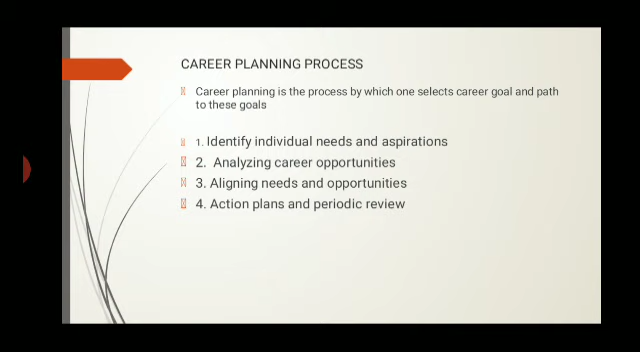 CAREER PLANNING PROCESS
Career planning is the process by which one selects career goal and path
to these goals
1. Identify individual needs and aspirations
2. Analyzing career opportunities
3. Aligning needs and opportunities
4. Action plans and periodic review